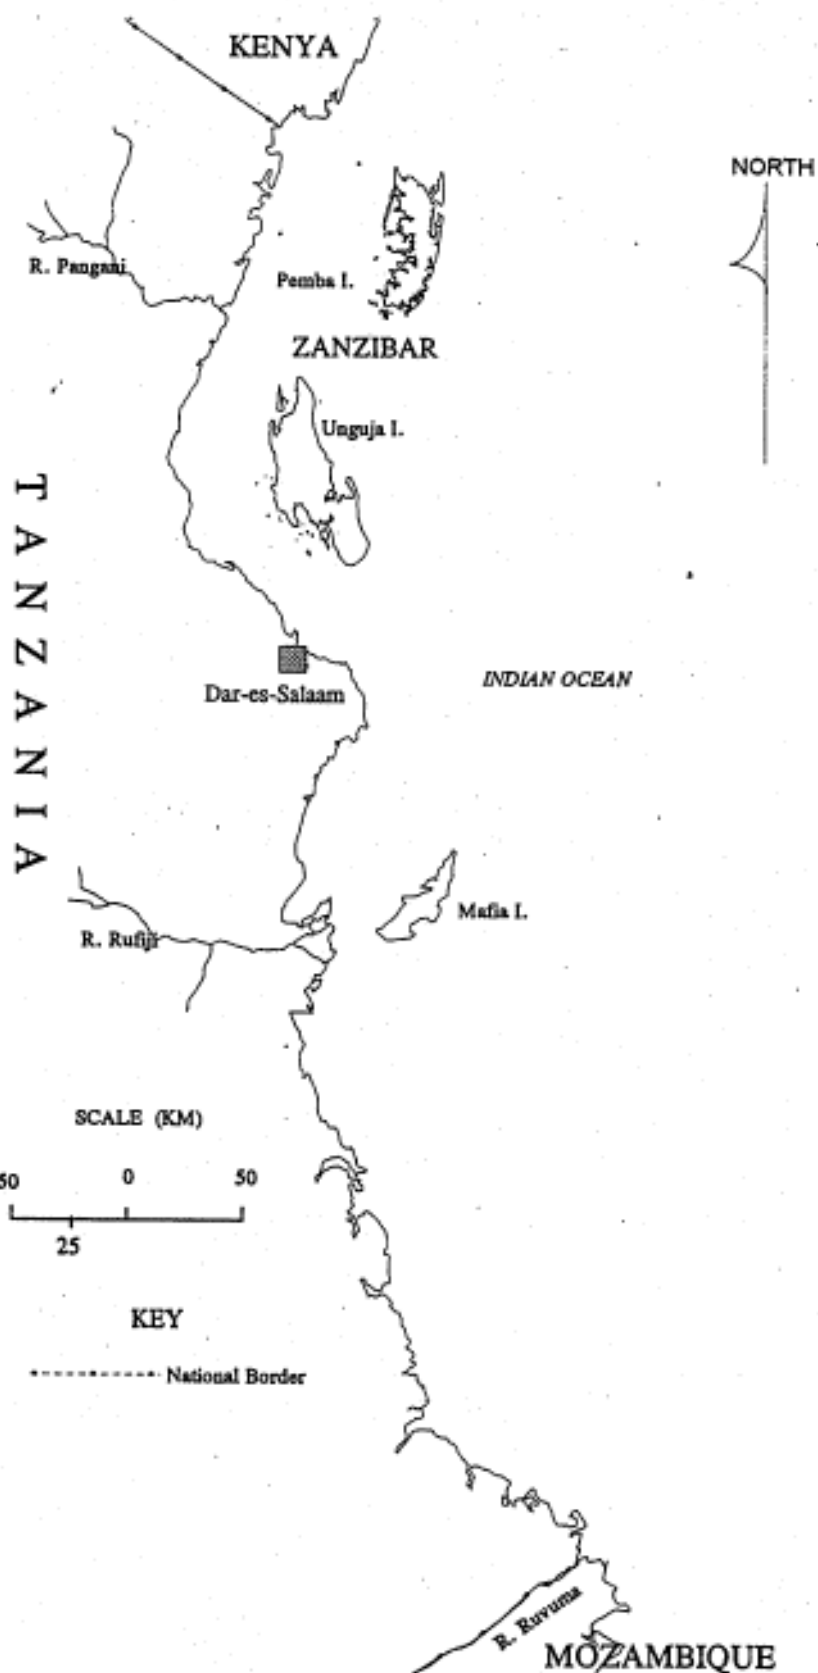 KENYA
NORTH
R. Pangani
Pemba I.
ZANZIBAR
Unguja I.
TANZANIA
INDIAN OCEAN
Dar-es-Salaam
Mafia I.
R. Rufiji
SCALE (KM)
50 0 50
25
KEY
National Border
R. Ruvuma
MOZAMBIQUE